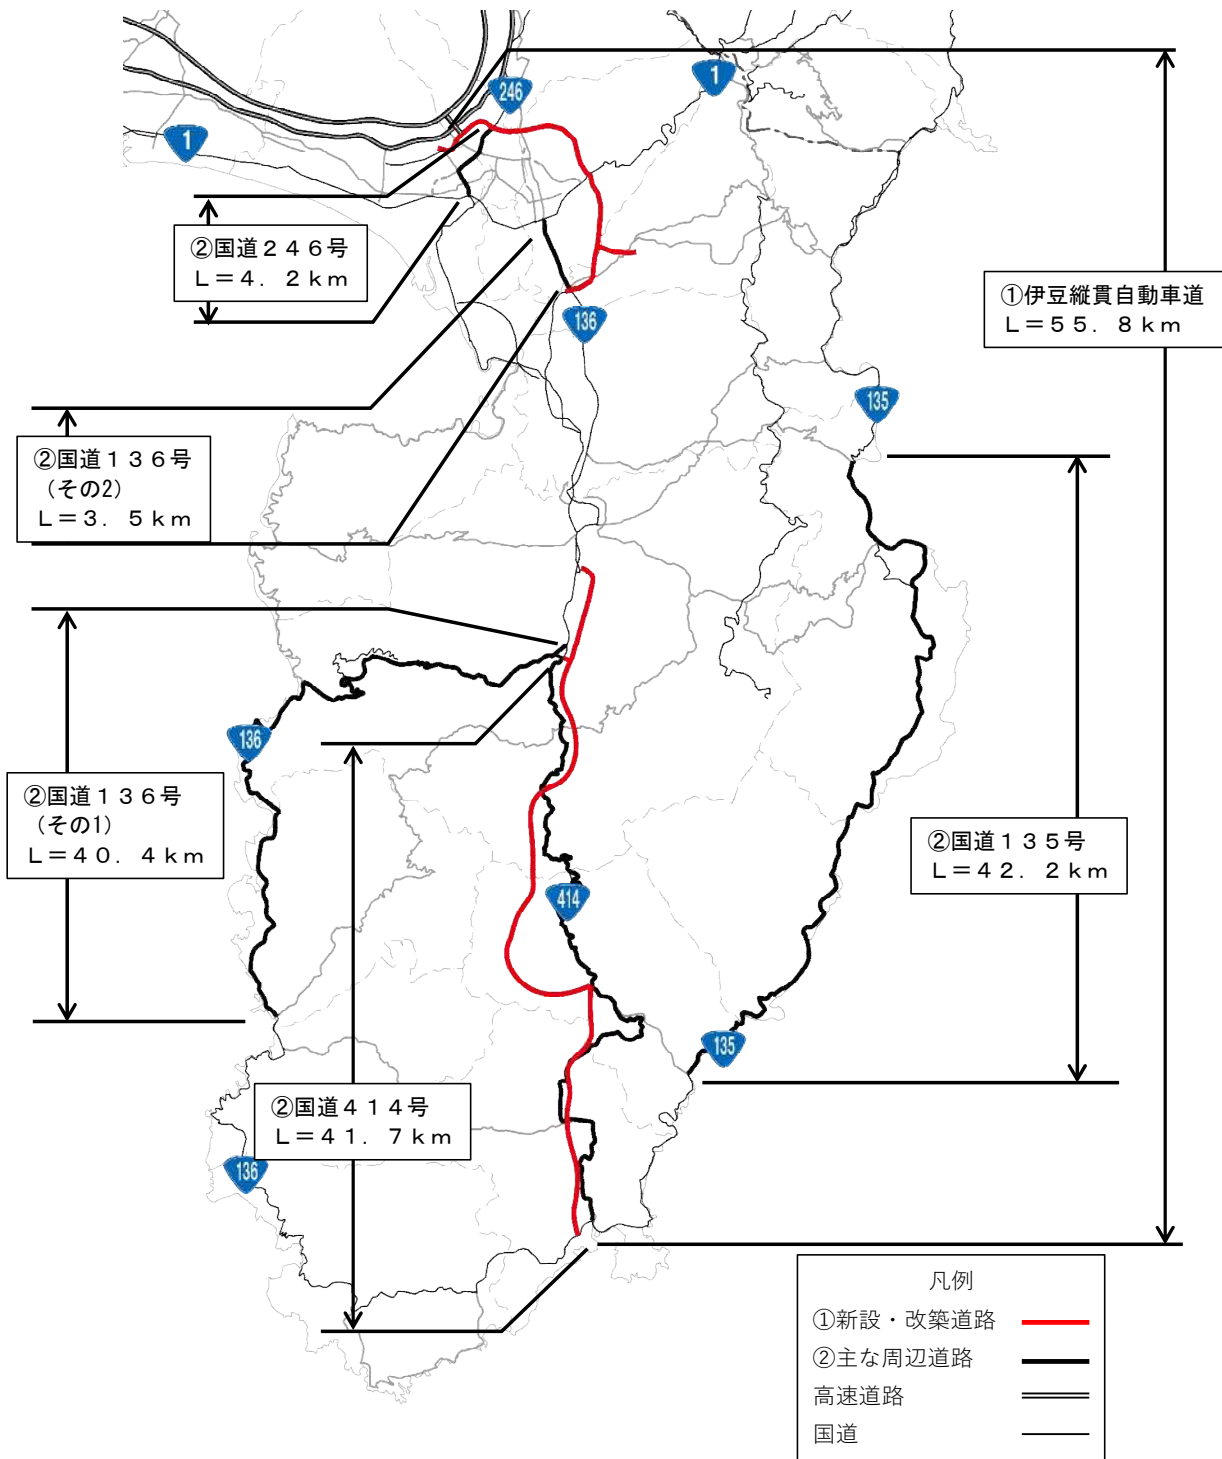 246
1
1
②国道２４６号
Ｌ＝４．２ｋｍ
①伊豆縦貫自動車道
Ｌ＝５５．８ｋｍ
136
135
②国道１３６号
（その2）
Ｌ＝３．５ｋｍ
136
②国道１３６号
（その1）
Ｌ＝４０．４ｋｍ
②国道１３５号
Ｌ＝４２．２ｋｍ
414
135
②国道４１４号
Ｌ＝４１．７ｋｍ
136
凡例
①新設・改築道路
②主な周辺道路
高速道路
国道